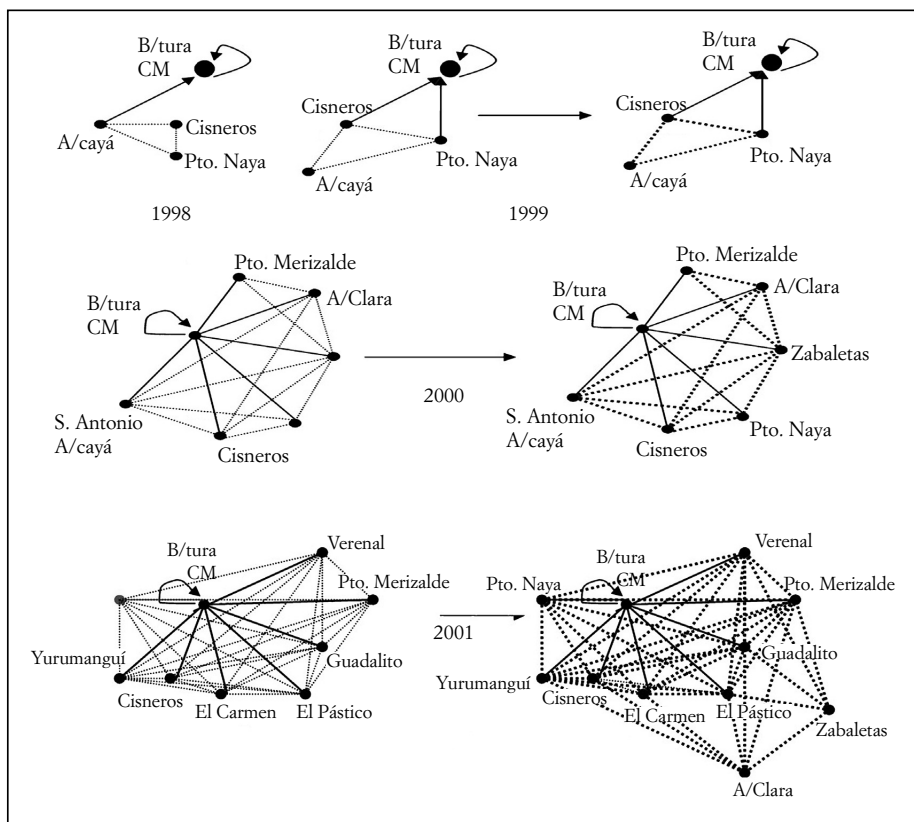 B/tura
CM
Cisneros
A/cayá
Pto. Naya
1998
B/tura
CM
Cisneros
Pto. Naya
A/cayá
1999
B/tura
CM
Cisneros
Pto. Naya
A/cayá
Pto. Merizalde
A/Clara
B/tura
CM
S. Antonio
A/cayá
Cisneros
2000
Pto. Merizalde
A/Clara
B/tura
CM
Zabaletas
S. Antonio
A/cayá
Pto. Naya
Cisneros
Verenal
B/tura
CM
Pto. Merizalde
Yurumanguí
Guadalito
Cisneros
El Carmen
El Pástico
2001
Verenal
B/tura
CM
Pto. Naya
Pto. Merizalde
Guadalito
Yurumanguí
Cisneros
El Carmen
El Pástico
Zabaletas
A/Clara